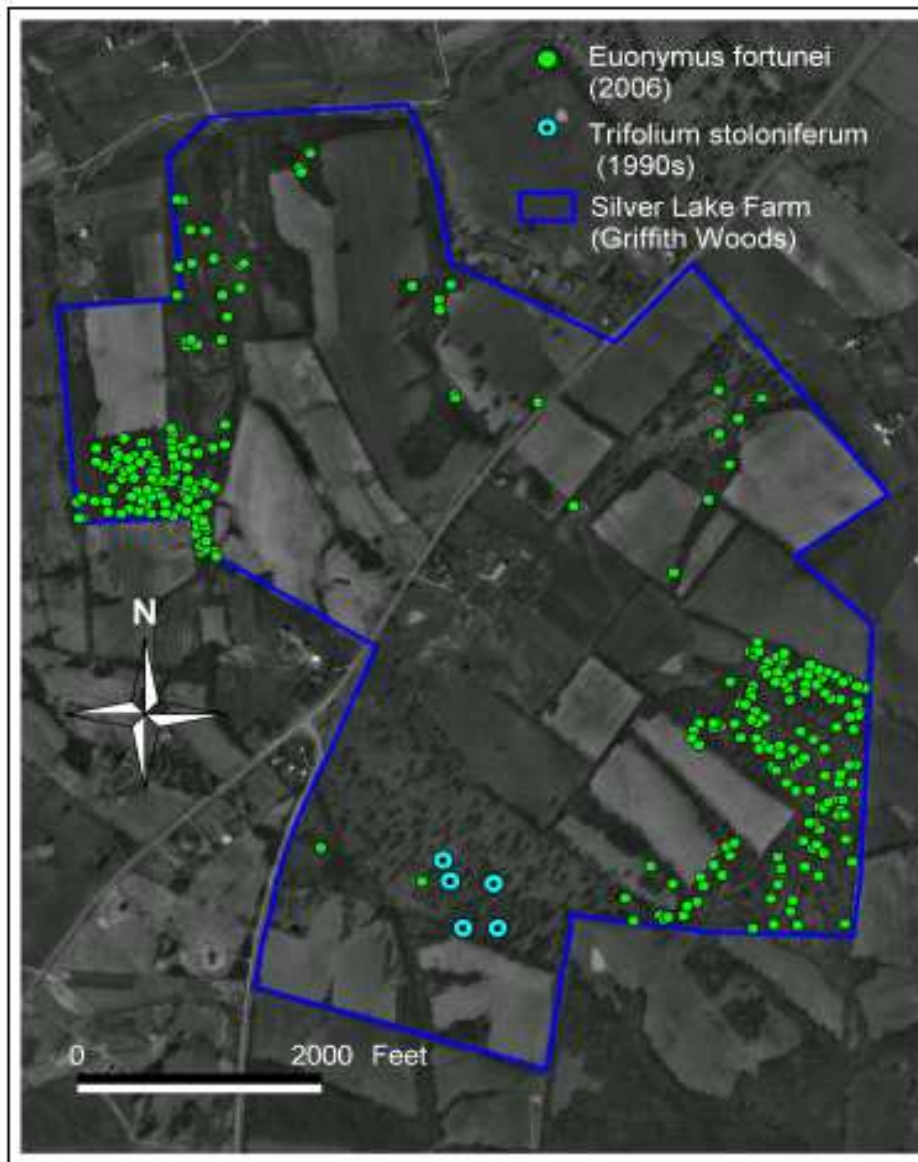 Euonymus fortunei
(2006)
Trifolium stoloniferum
(1990s)
Silver Lake Farm
(Griffith Woods)
N
0 2000 Feet